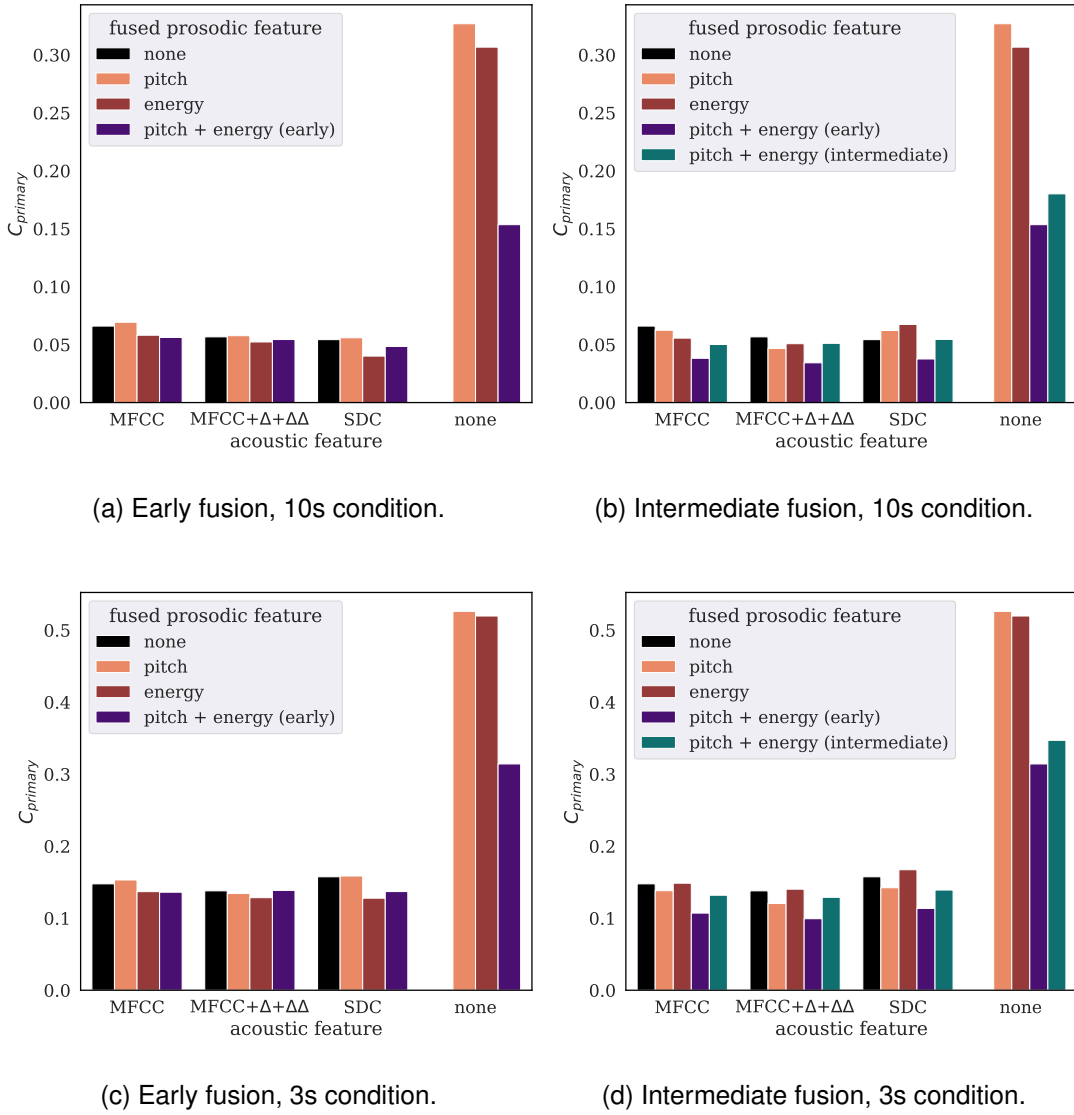 fused prosodic feature
none
pitch
energy
pitch + energy (early)
0.30
0.25
0.20
0.15
0.10
0.05
0.00
C_primary
MFCC MFCC+Δ+ΔΔ SDC none
acoustic feature
(a) Early fusion, 10s condition.
fused prosodic feature
none
pitch
energy
pitch + energy (early)
pitch + energy (intermediate)
0.30
0.25
0.20
0.15
0.10
0.05
0.00
C_primary
MFCC MFCC+Δ+ΔΔ SDC none
acoustic feature
(b) Intermediate fusion, 10s condition.
fused prosodic feature
none
pitch
energy
pitch + energy (early)
0.5
0.4
0.3
0.2
0.1
0.0
C_primary
MFCC MFCC+Δ+ΔΔ SDC none
acoustic feature
(c) Early fusion, 3s condition.
fused prosodic feature
none
pitch
energy
pitch + energy (early)
pitch + energy (intermediate)
0.5
0.4
0.3
0.2
0.1
0.0
C_primary
MFCC MFCC+Δ+ΔΔ SDC none
acoustic feature
(d) Intermediate fusion, 3s condition.